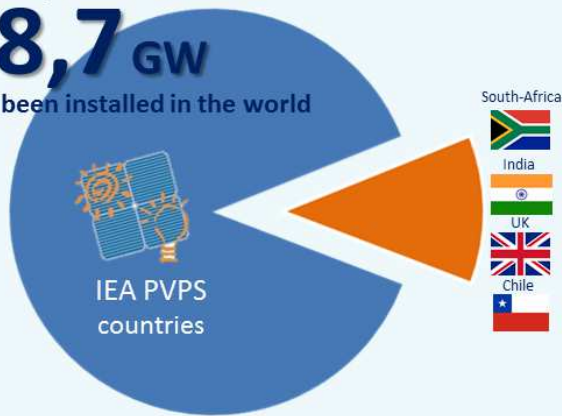 8,7 GW
been installed in the world
South-Africa
India
UK
Chile
IEA PVPS
countries